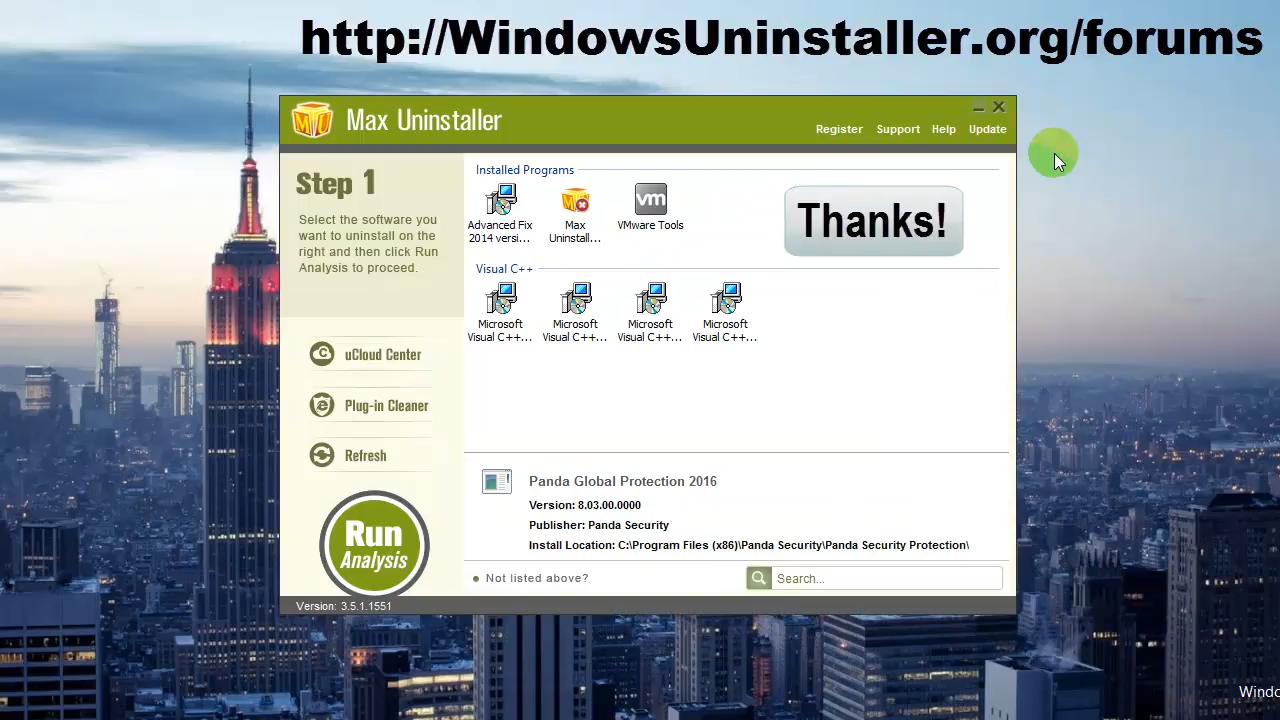 http://WindowsUninstaller.org/forums
MU Max Uninstaller
Register Support Help Update
Step 1
Select the software you
want to uninstall on the
right and then click Run
Analysis to proceed.
uCloud Center
Plug-in Cleaner
Refresh
Run
Analysis
Installed Programs
Advanced Fix
2014 versi...
Max
Uninstall...
vm
VMware Tools
Thanks!
Visual C++
Microsoft
Visual C++...
Microsoft
Visual C++...
Microsoft
Visual C++...
Microsoft
Visual C++...
Panda Global Protection 2016
Version: 8.03.00.0000
Publisher: Panda Security
Install Location: C:\Program Files (x86)\Panda Security\Panda Security Protection\
Not listed above?
Search...
Version: 3.5.1.1551
Windo